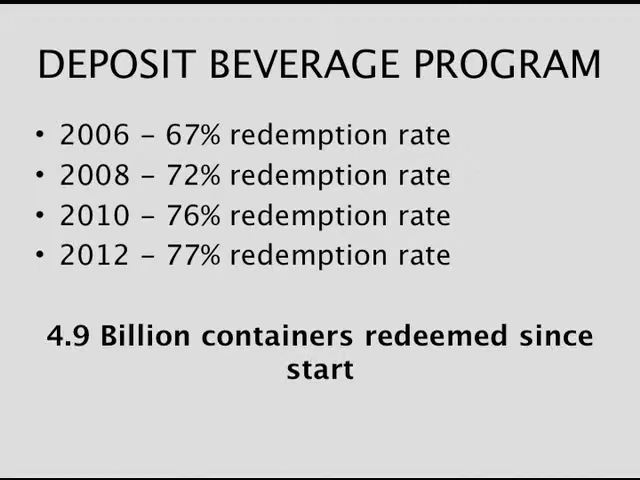 DEPOSIT BEVERAGE PROGRAM
• 2006 – 67% redemption rate
• 2008 – 72% redemption rate
• 2010 – 76% redemption rate
• 2012 – 77% redemption rate
4.9 Billion containers redeemed since
start